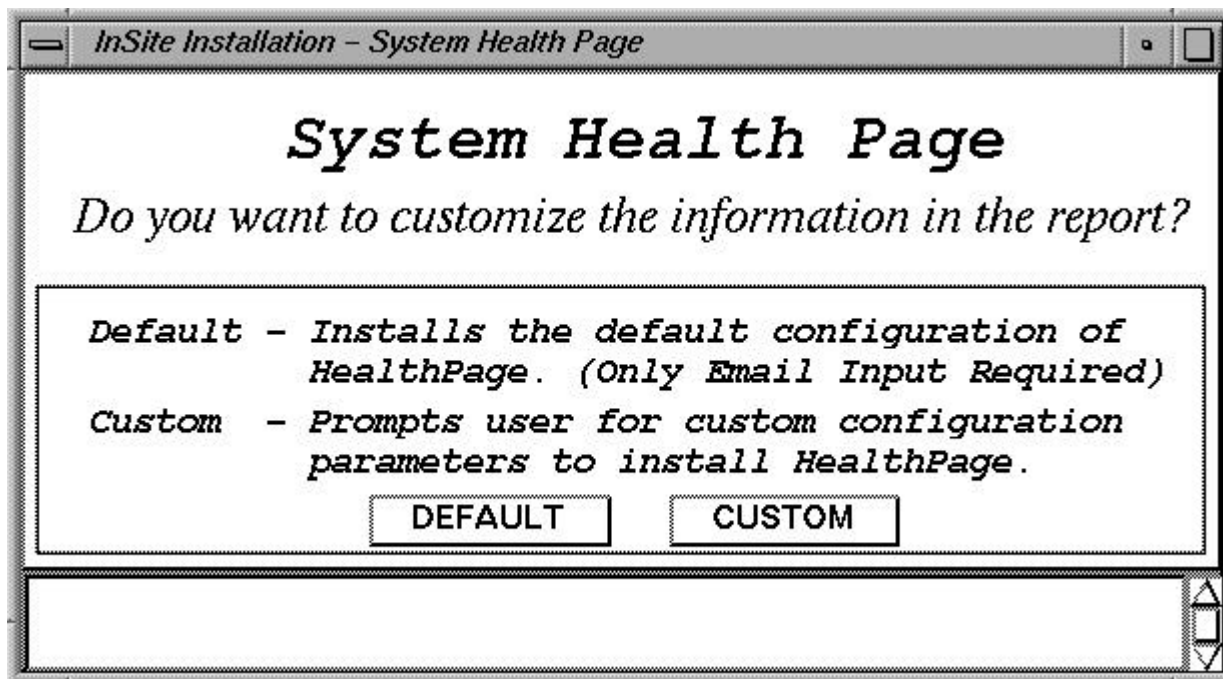 InSite Installation – System Health Page
System Health Page
Do you want to customize the information in the report?
Default – Installs the default configuration of
HealthPage. (Only Email Input Required)
Custom – Prompts user for custom configuration
parameters to install HealthPage.
DEFAULT CUSTOM